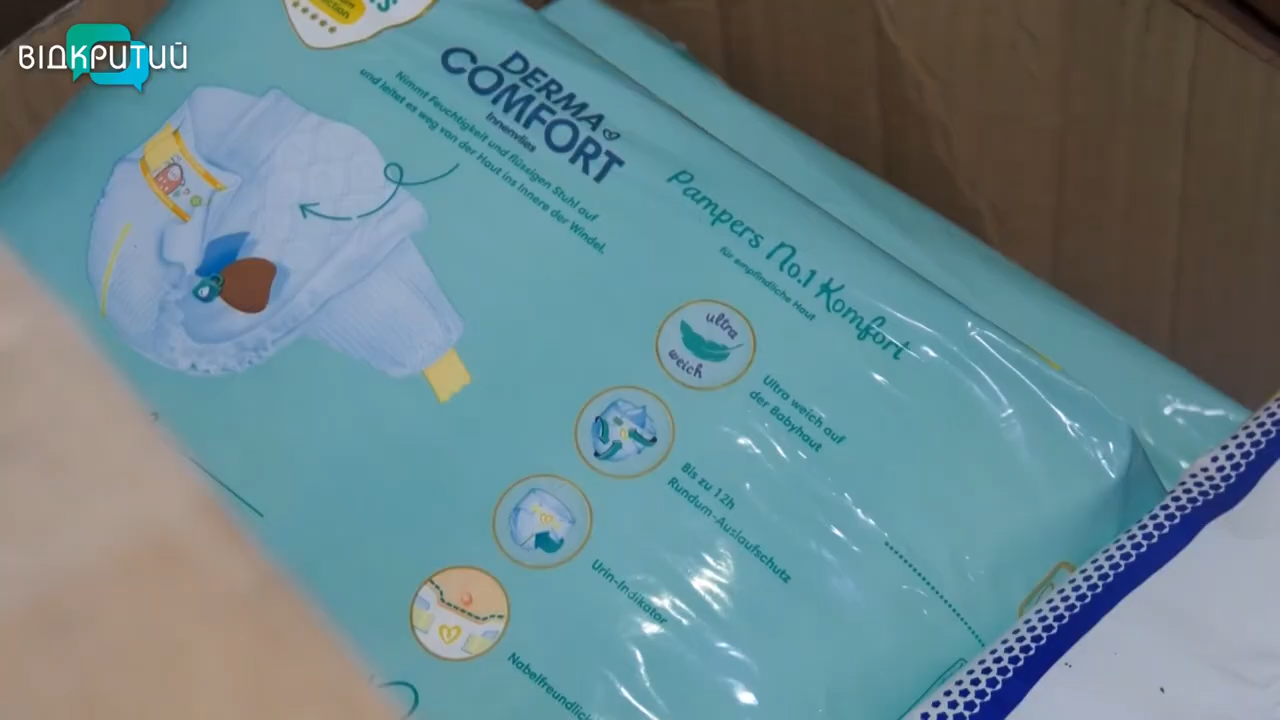 ВІДКРИТИЙ
DERMA
COMFORT
Innenvlies
Nimmt Feuchtigkeit und flüssigen Stuhl auf
und leitet es weg von der Haut ins Innere der Windel.
Pampers No.1 Komfort
für empfindliche Haut
ultra
weich
Ultra weich auf
der Babyhaut
Bis zu 12h
Rundum-Auslaufschutz
Urin-Indikator